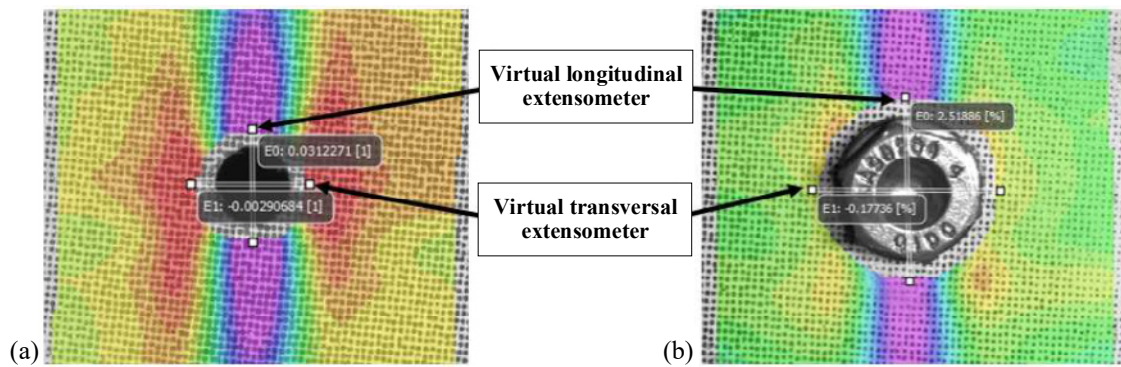 Virtual longitudinal
extensometer
E0: 0.0312271 [1]
E1: -0.00290684 [1]
Virtual transversal
extensometer
E0: 2.51886 [%]
E1: -0.17736 [%]
(a)
(b)